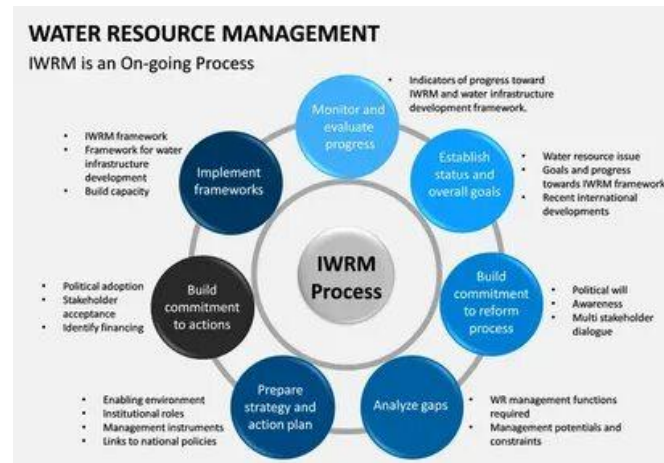 WATER RESOURCE MANAGEMENT
IWRM is an On-going Process
Monitor and
evaluate
progress
• Indicators of progress toward
IWRM and water infrastructure
development framework.
Establish
status and
overall goals
• Water resource issue
• Goals and progress
towards IWRM framework
• Recent international
developments
Build
commitment
to reform
process
• Political will
• Awareness
• Multi stakeholder
dialogue
Analyze gaps
• WR management functions
required
• Management potentials and
constraints
Prepare
strategy and
action plan
• Enabling environment
• Institutional roles
• Management instruments
• Links to national policies
Build
commitment
to actions
• Political adoption
• Stakeholder
acceptance
• Identify financing
Implement
frameworks
• IWRM framework
• Framework for water
infrastructure
development
• Build capacity
IWRM
Process